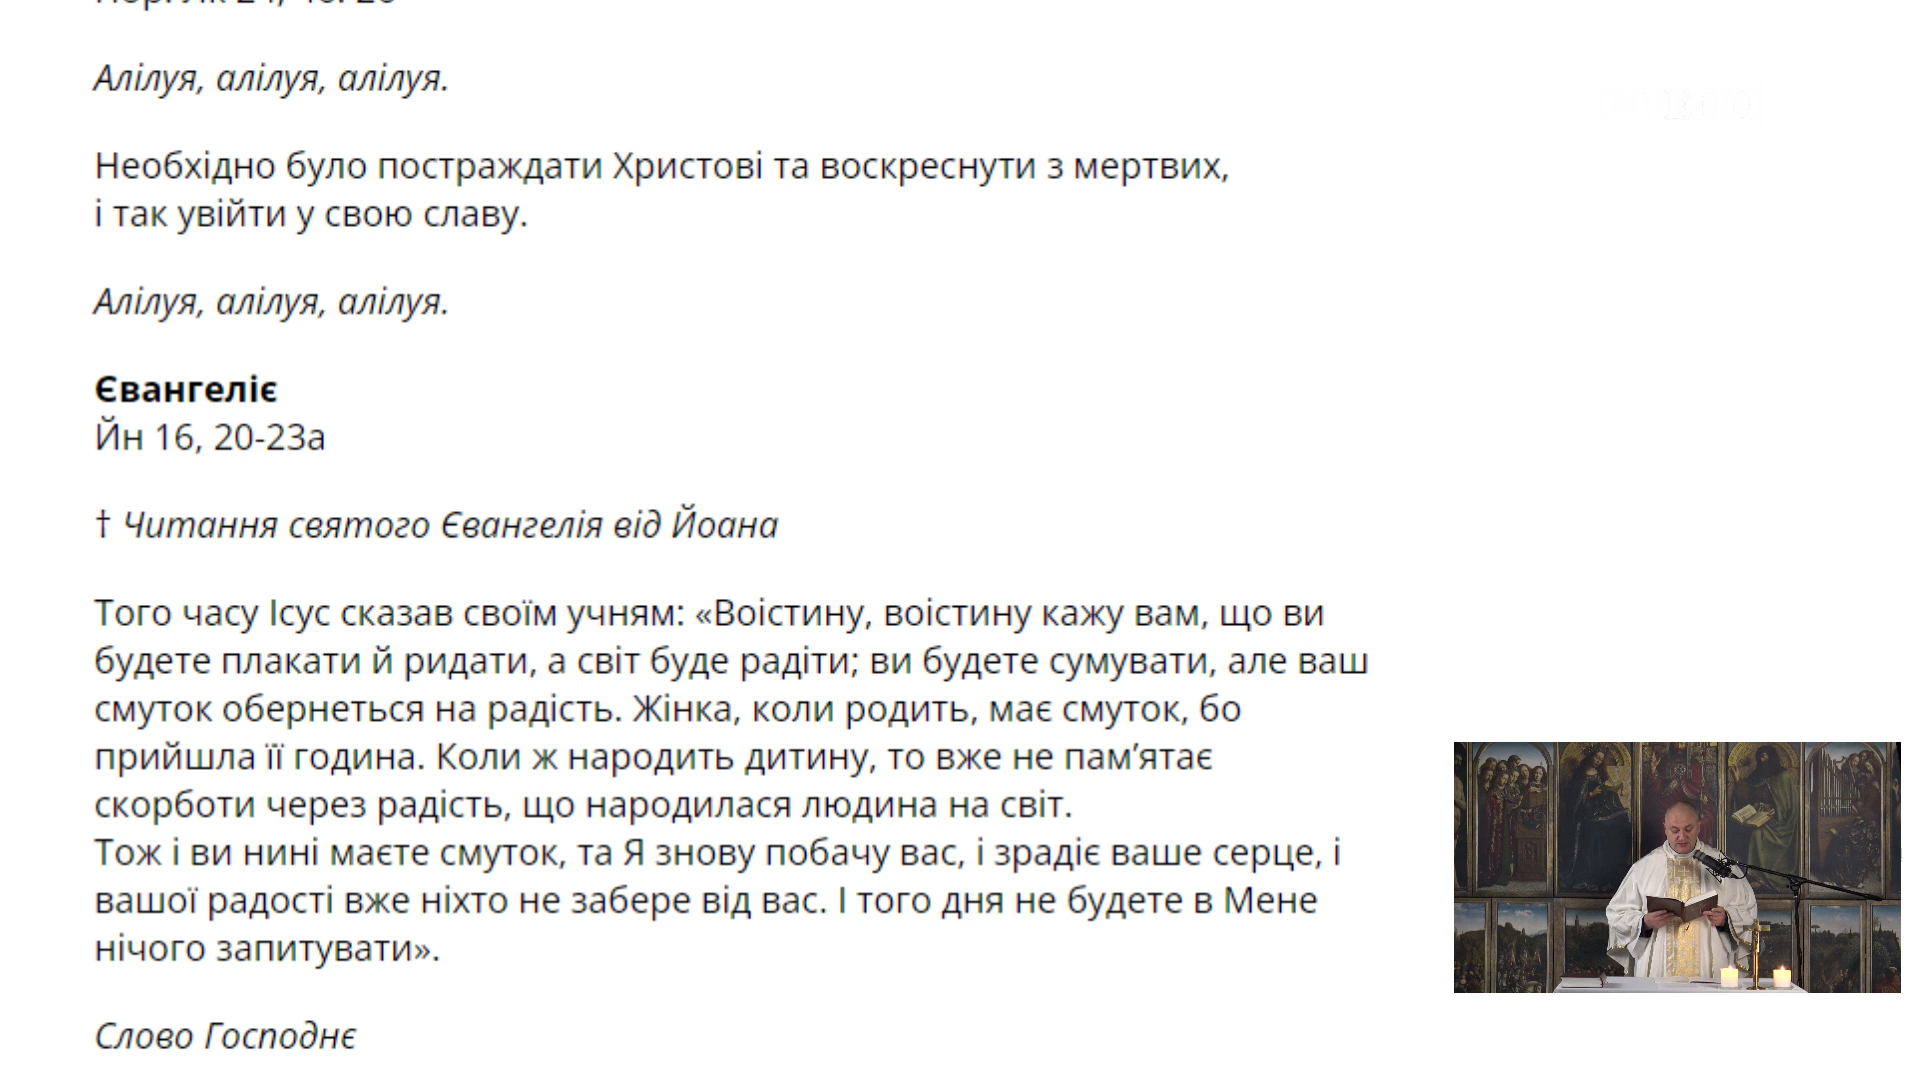 Алілуя, алілуя, алілуя.
Необхідно було постраждати Христові та воскреснути з мертвих,
і так увійти у свою славу.
Алілуя, алілуя, алілуя.
Євангеліє
Йн 16, 20-23а
† Читання святого Євангелія від Йоана
Того часу Ісус сказав своїм учням: «Воістину, воістину кажу вам, що ви
будете плакати й ридати, а світ буде радіти; ви будете сумувати, але ваш
смуток обернеться на радість. Жінка, коли родить, має смуток, бо
прийшла її година. Коли ж народить дитину, то вже не пам’ятає
скорботи через радість, що народилася людина на світ.
Тож і ви нині маєте смуток, та Я знову побачу вас, і зрадіє ваше серце, і
вашої радості вже ніхто не забере від вас. І того дня не будете в Мене
нічого запитувати».
Слово Господнє